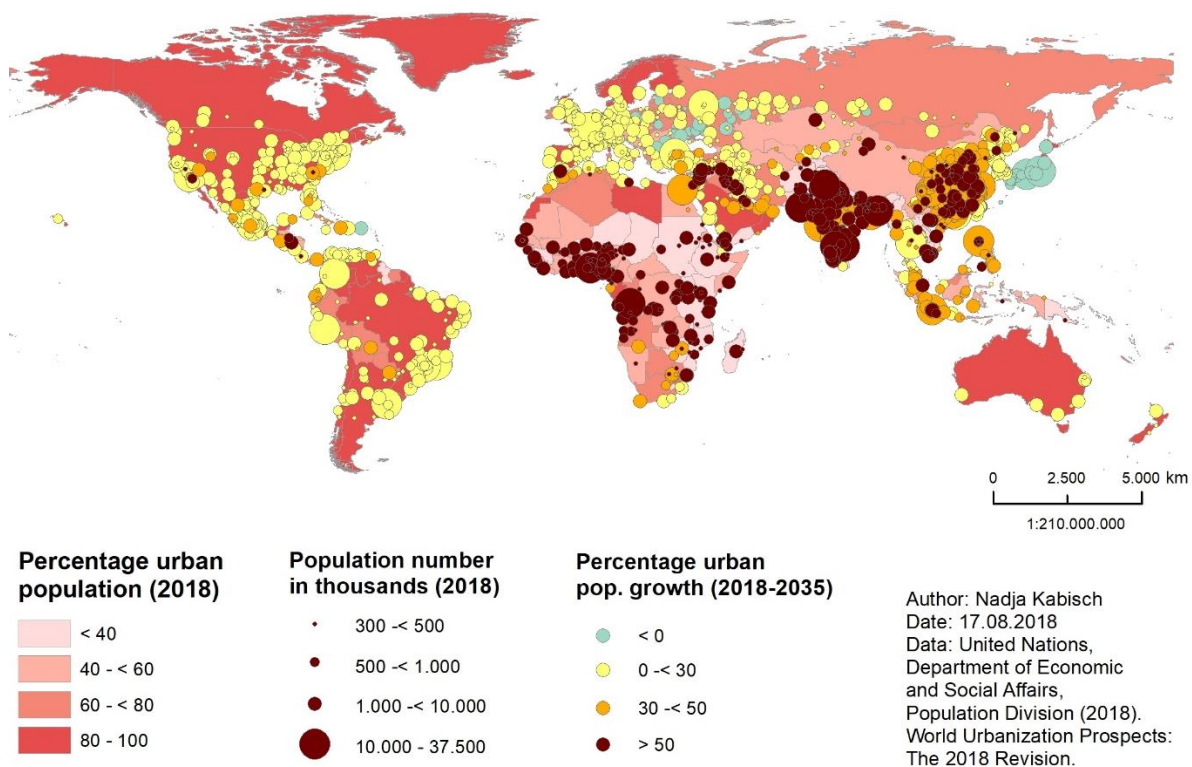 0 2.500 5.000 km
1:210.000.000
Percentage urban
population (2018)
< 40
40 - < 60
60 - < 80
80 - 100
Population number
in thousands (2018)
300 -< 500
500 -< 1.000
1.000 -< 10.000
10.000 - 37.500
Percentage urban
pop. growth (2018-2035)
< 0
0 -< 30
30 -< 50
> 50
Author: Nadja Kabisch
Date: 17.08.2018
Data: United Nations,
Department of Economic
and Social Affairs,
Population Division (2018).
World Urbanization Prospects:
The 2018 Revision.